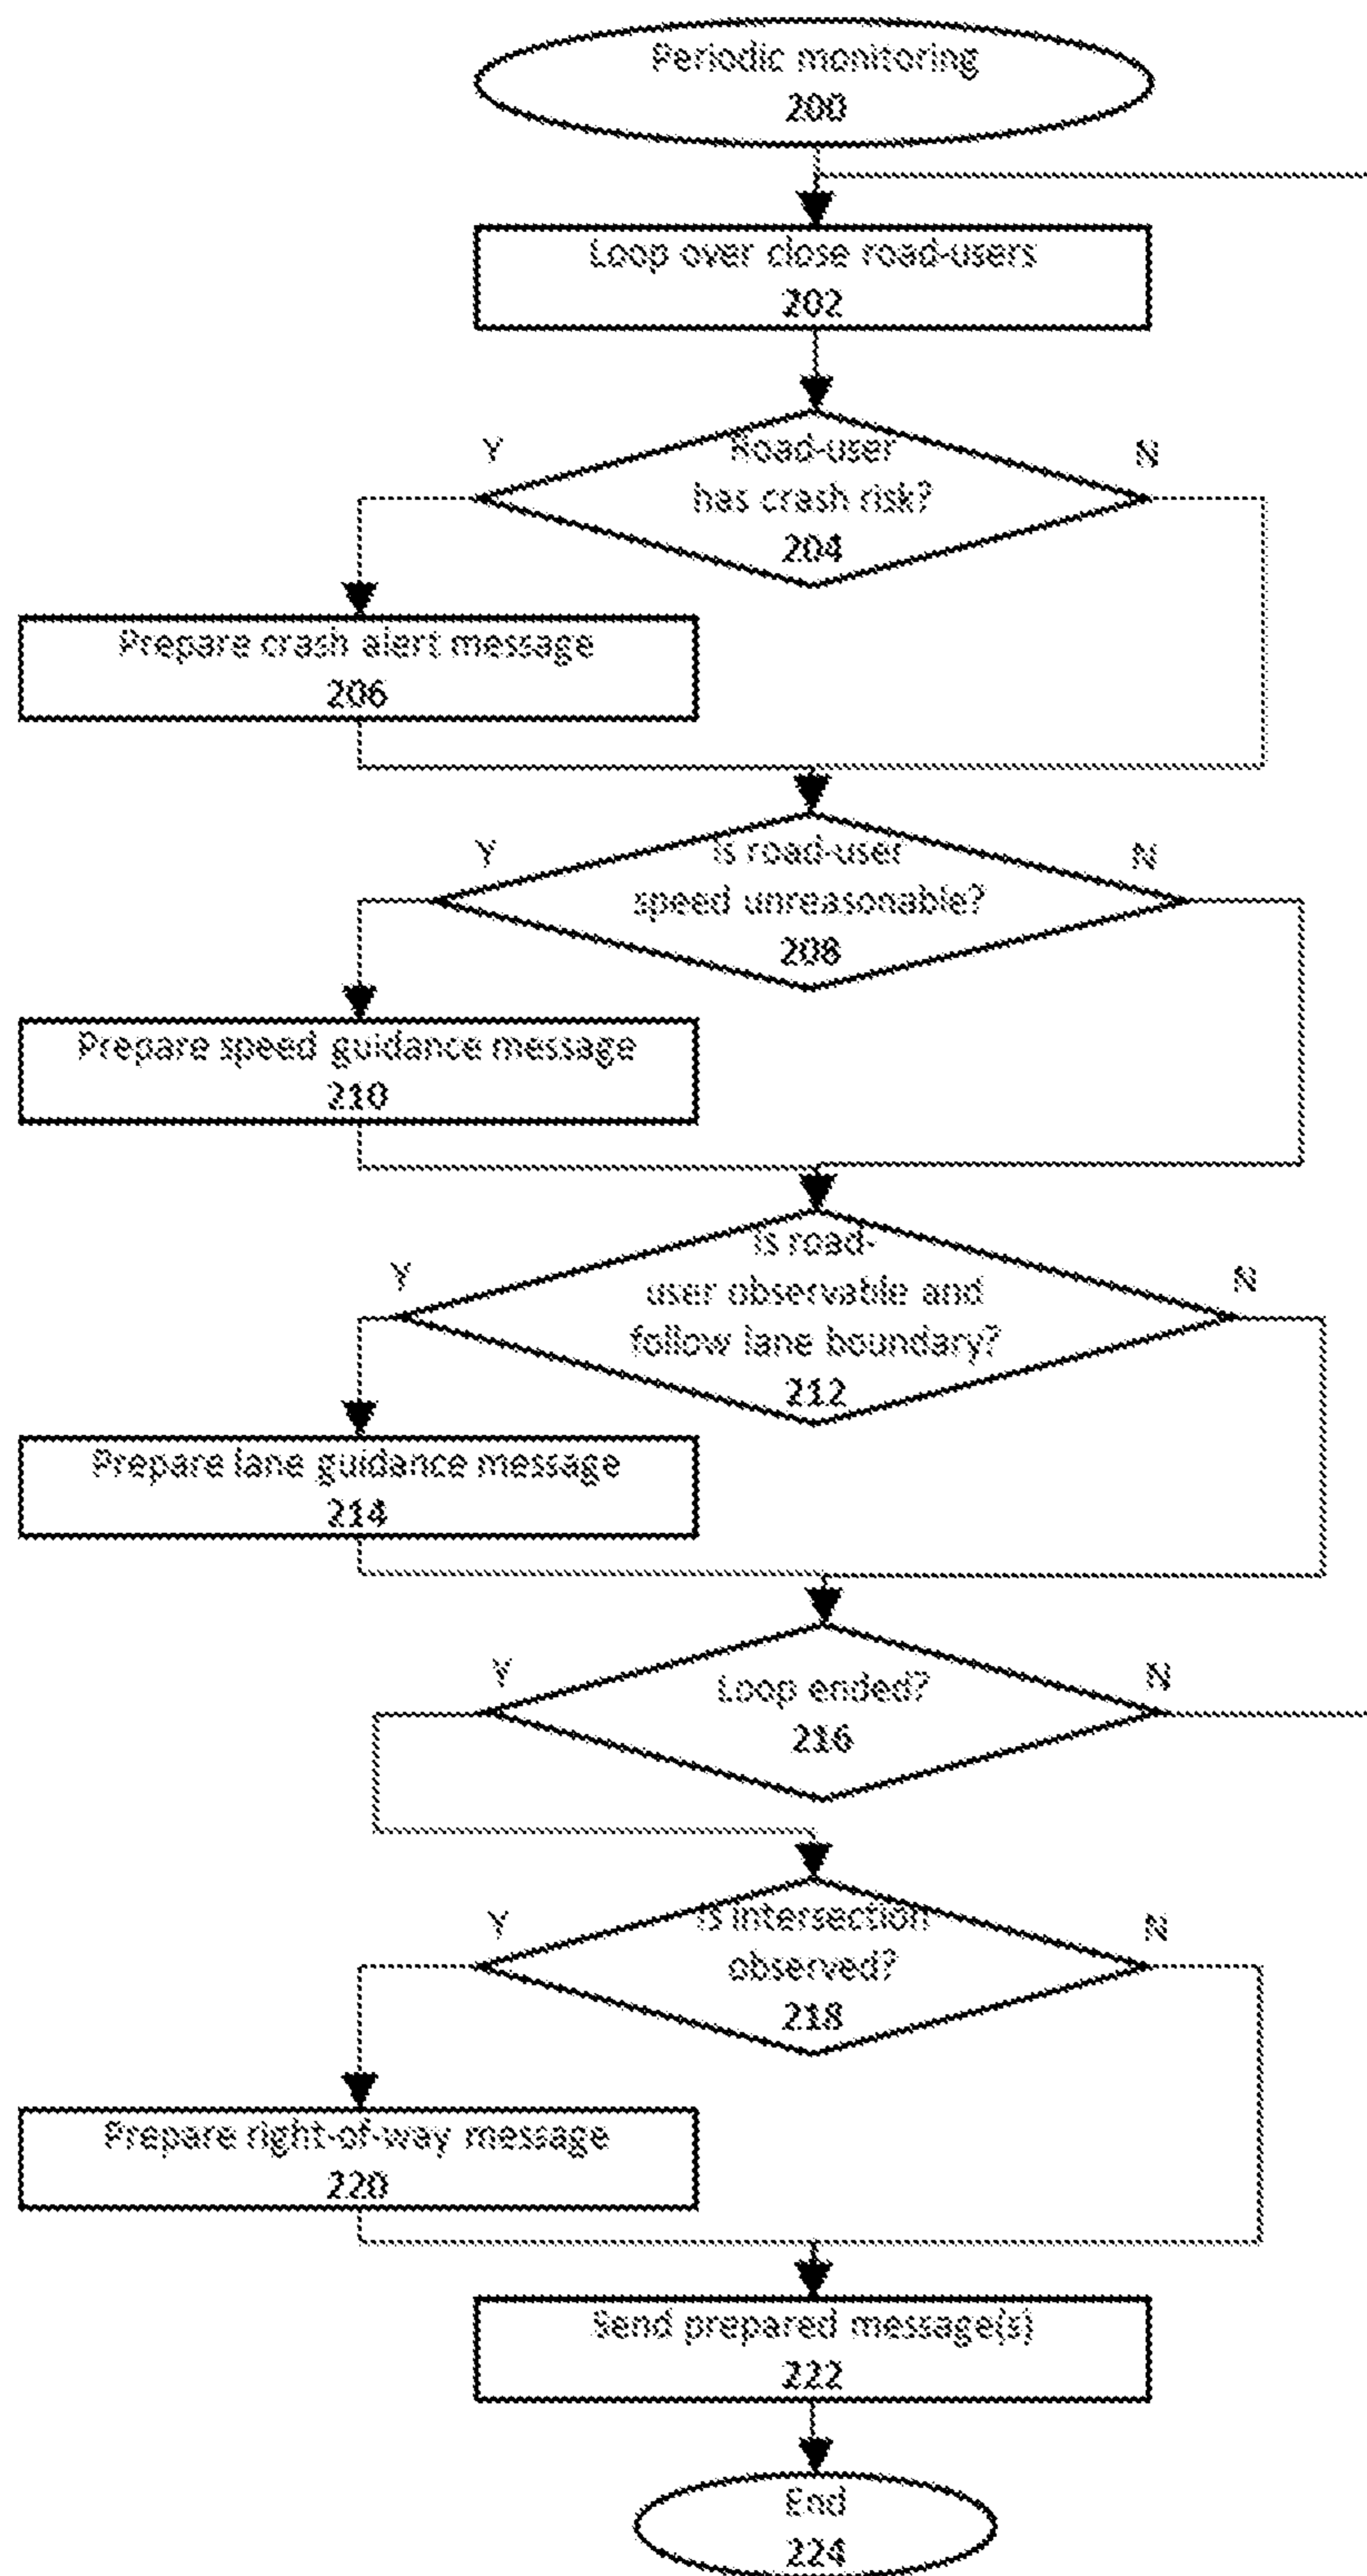 Periodic monitoring
200
Loop over close road-users
202
Y
Road-user
N
has crash risk?
204
Prepare crash alert message
206
Y
Is road-user
N
speed unreasonable?
208
Prepare speed guidance message
210
Is road-
Y
user observable and
N
follow lane boundary?
212
Prepare lane guidance message
214
Y
Loop ended?
N
216
Y
Is intersection
N
observed?
218
Prepare right-of-way message
220
Send prepared message(s)
222
End
224